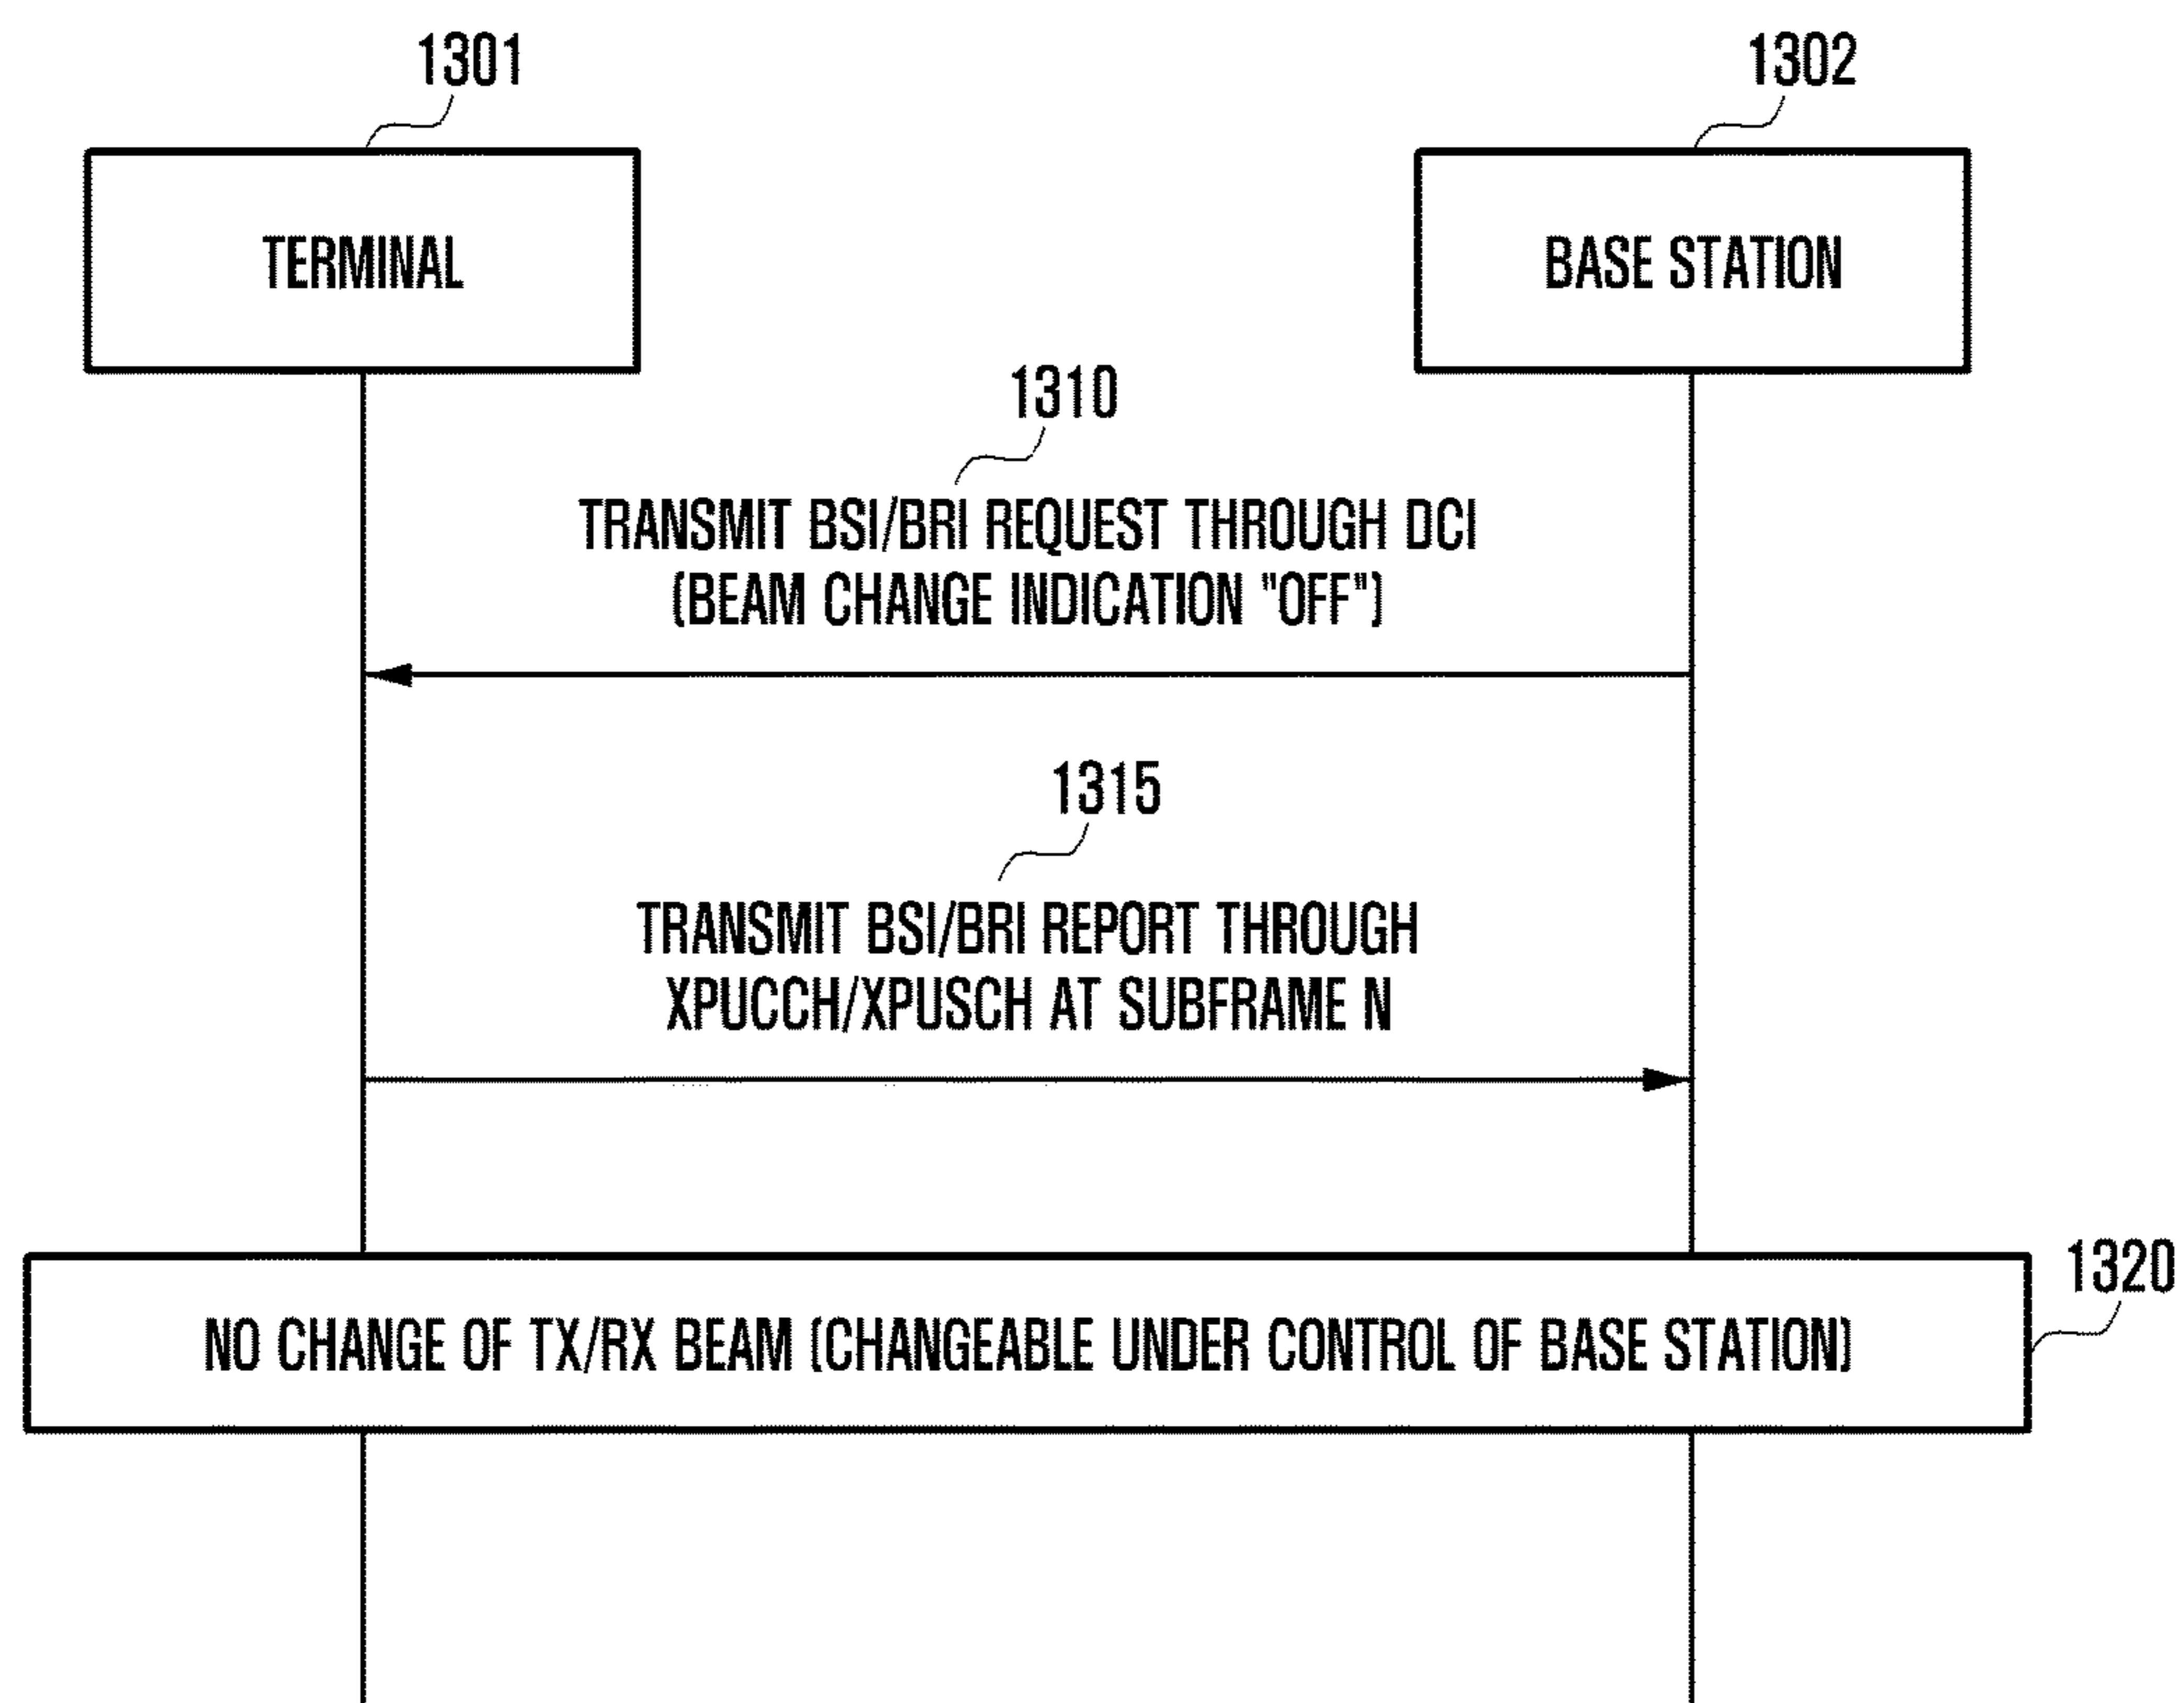 1301
1302
TERMINAL
BASE STATION
1310
TRANSMIT BSI/BRI REQUEST THROUGH DCI
(BEAM CHANGE INDICATION "OFF")
1315
TRANSMIT BSI/BRI REPORT THROUGH
XPUCCH/XPUSCH AT SUBFRAME N
1320
NO CHANGE OF TX/RX BEAM (CHANGEABLE UNDER CONTROL OF BASE STATION)